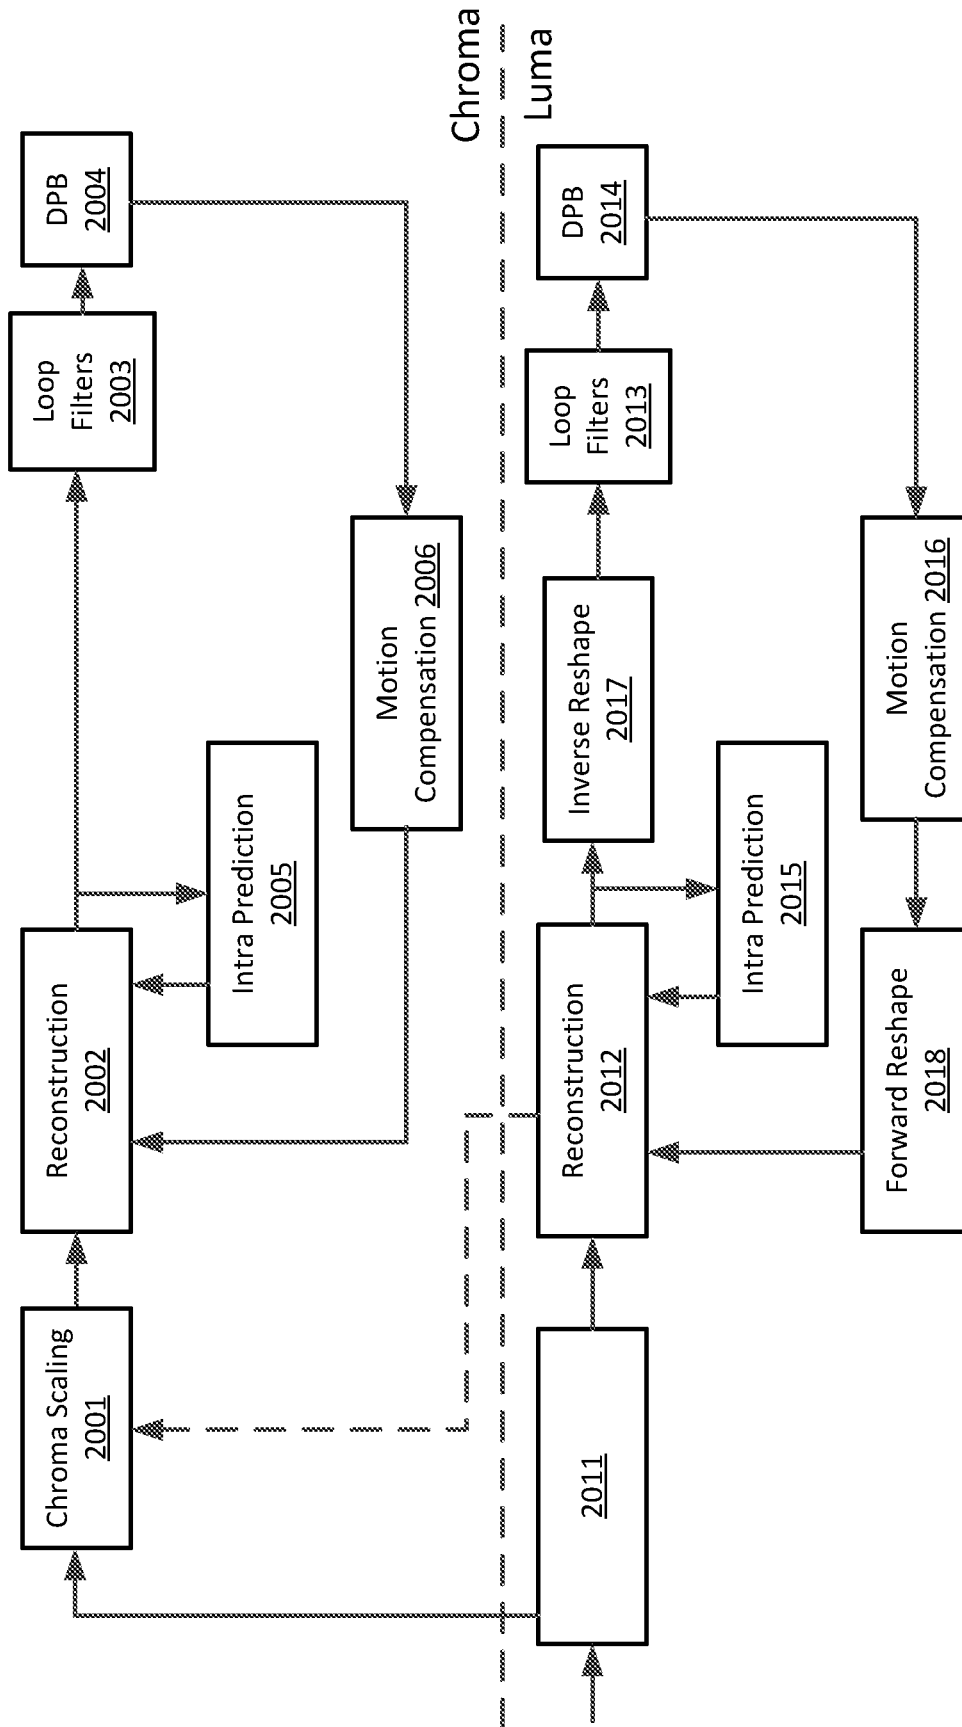 Chroma Scaling
2001
Reconstruction
2002
Intra Prediction
2005
Loop
Filters
2003
DPB
2004
Motion
Compensation 2006
Chroma
Luma
2011
Reconstruction
2012
Intra Prediction
2015
Inverse Reshape
2017
Loop
Filters
2013
DPB
2014
Motion
Compensation 2016
Forward Reshape
2018